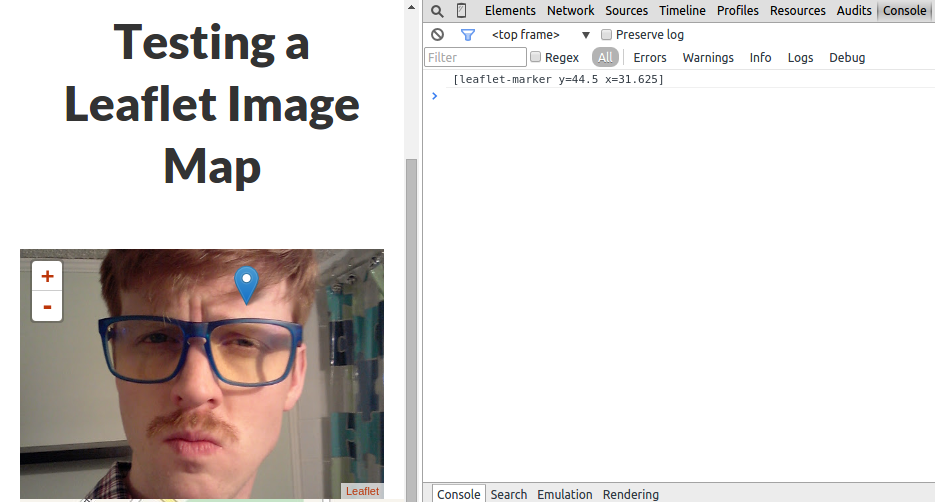 Testing a
Leaflet Image
Map
+
-
Leaflet
Elements Network Sources Timeline Profiles Resources Audits Console
<top frame> ▼ Preserve log
Filter Regex All Errors Warnings Info Logs Debug
[leaflet-marker y=44.5 x=31.625]
>
Console Search Emulation Rendering